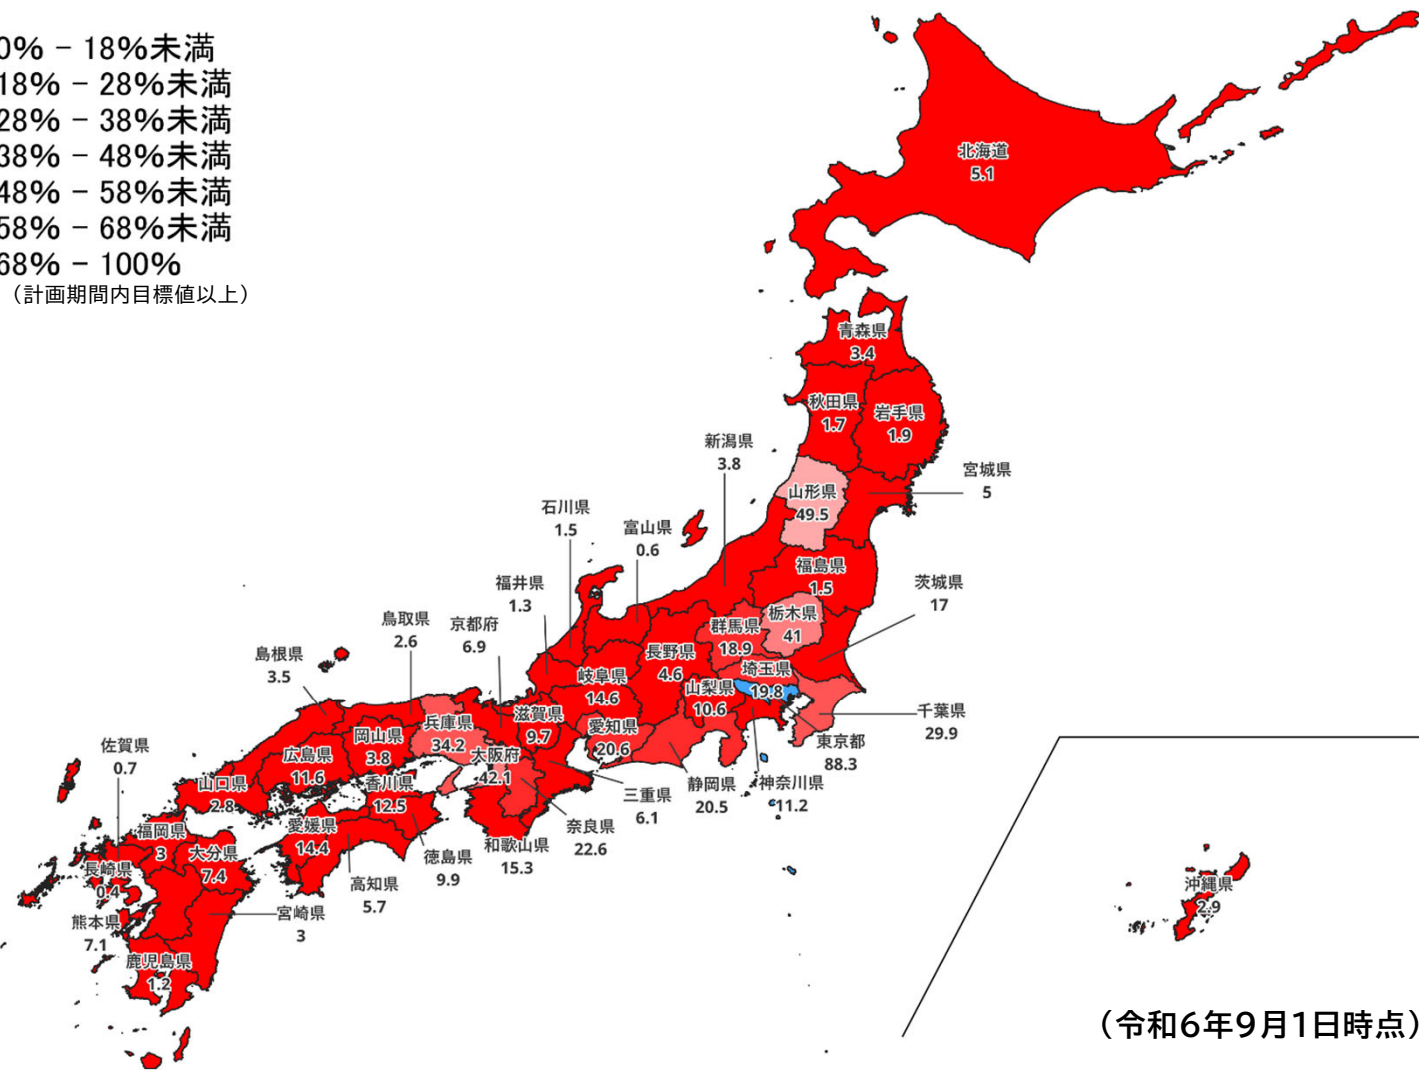 0% - 18%未満
18% - 28%未満
28% - 38%未満
38% - 48%未満
48% - 58%未満
58% - 68%未満
68% - 100%
（計画期間内目標値以上）
北海道
5.1
青森県
3.4
秋田県
1.7
岩手県
1.9
新潟県
3.8
宮城県
5
山形県
49.5
石川県
1.5
富山県
0.6
福島県
1.5
福井県
1.3
茨城県
17
栃木県
41
群馬県
18.9
鳥取県
2.6
京都府
6.9
長野県
4.6
島根県
3.5
埼玉県
19.8
岐阜県
14.6
山梨県
10.6
千葉県
29.9
滋賀県
9.7
兵庫県
34.2
愛知県
20.6
岡山県
3.8
東京都
88.3
佐賀県
0.7
広島県
11.6
大阪府
42.1
静岡県
20.5
神奈川県
11.2
山口県
2.8
香川県
12.5
三重県
6.1
福岡県
3
愛媛県
14.4
奈良県
22.6
大分県
7.4
徳島県
9.9
和歌山県
15.3
長崎県
0.4
高知県
5.7
沖縄県
2.9
熊本県
7.1
宮崎県
3
鹿児島県
1.2
（令和6年9月1日時点）